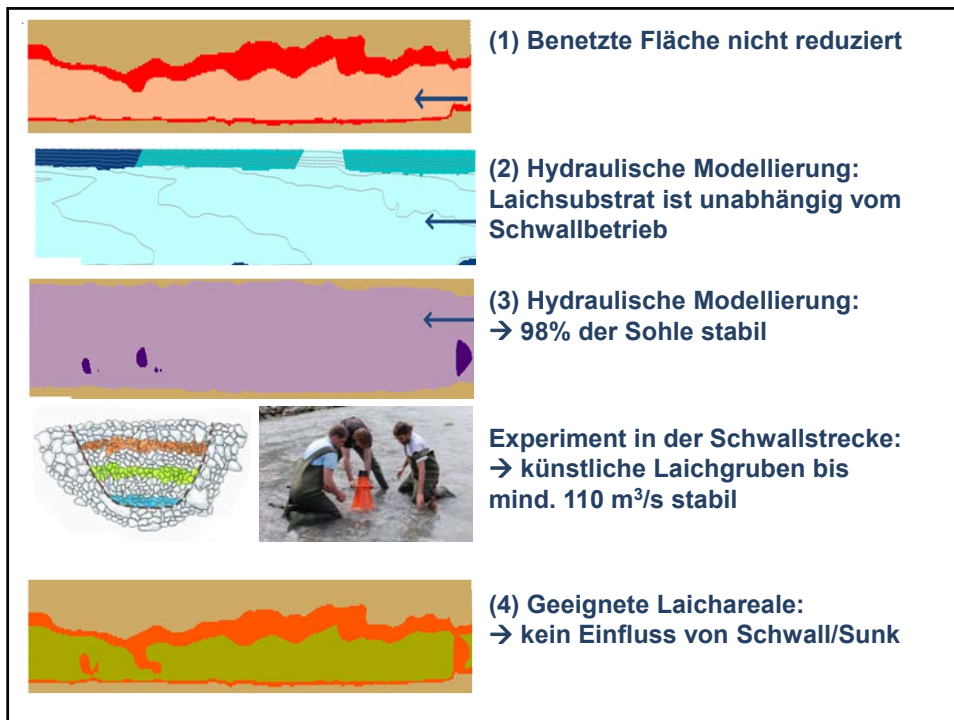 (1) Benetzte Fläche nicht reduziert
(2) Hydraulische Modellierung:
Laichsubstrat ist unabhängig vom
Schwallbetrieb
(3) Hydraulische Modellierung:
→ 98% der Sohle stabil
Experiment in der Schwallstrecke:
→ künstliche Laichgruben bis
mind. 110 m³/s stabil
(4) Geeignete Laichareale:
→ kein Einfluss von Schwall/Sunk